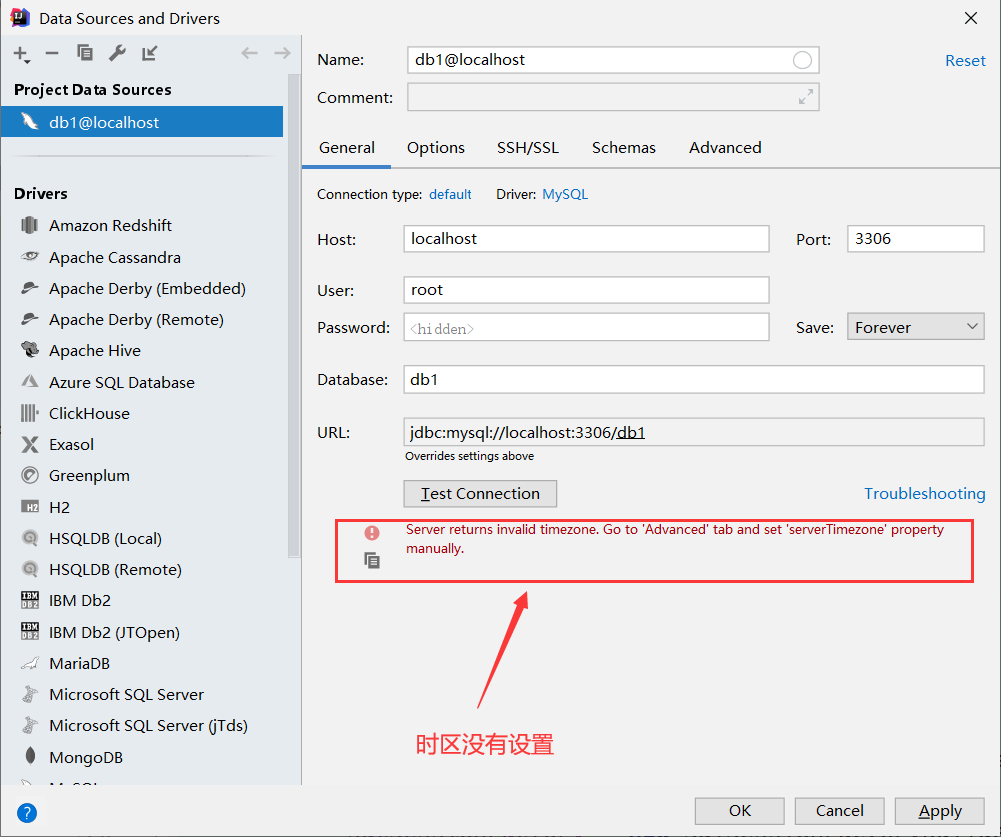 Data Sources and Drivers
Project Data Sources
db1@localhost
Drivers
Amazon Redshift
Apache Cassandra
Apache Derby (Embedded)
Apache Derby (Remote)
Apache Hive
Azure SQL Database
ClickHouse
Exasol
Greenplum
H2
HSQLDB (Local)
HSQLDB (Remote)
IBM Db2
IBM Db2 (JTOpen)
MariaDB
Microsoft SQL Server
Microsoft SQL Server (jTds)
MongoDB
Name: db1@localhost Reset
Comment:
General Options SSH/SSL Schemas Advanced
Connection type: default Driver: MySQL
Host: localhost Port: 3306
User: root
Password: <hidden> Save: Forever
Database: db1
URL: jdbc:mysql://localhost:3306/db1
Overrides settings above
Test Connection Troubleshooting
Server returns invalid timezone. Go to 'Advanced' tab and set 'serverTimezone' property
manually.
时区没有设置
? OK Cancel Apply